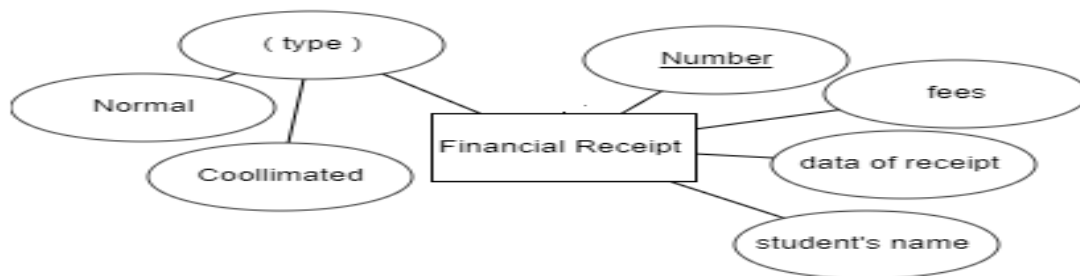 ( type )
Number
fees
Normal
Financial Receipt
data of receipt
Coollimated
student's name